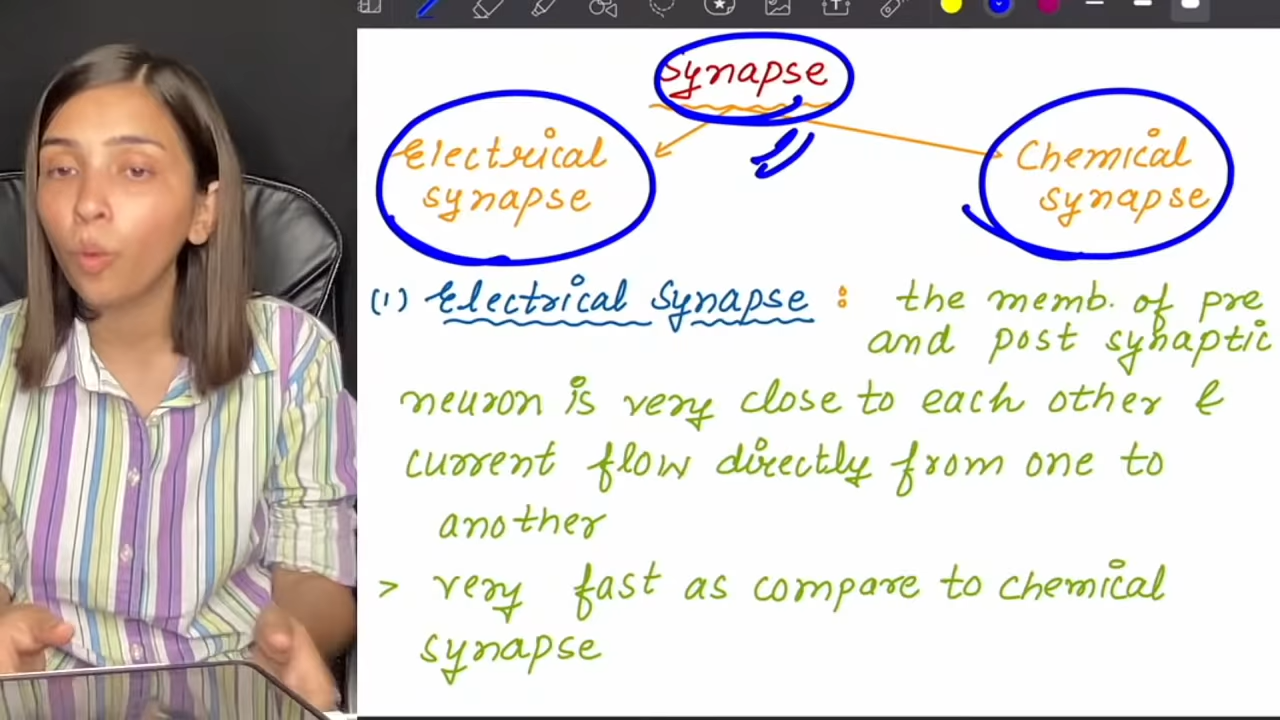 Synapse
Electrical
synapse
Chemical
synapse
(1) Electrical Synapse : the memb. of pre
and post synaptic
neuron is very close to each other &
current flow directly from one to
another
> very fast as compare to chemical
synapse